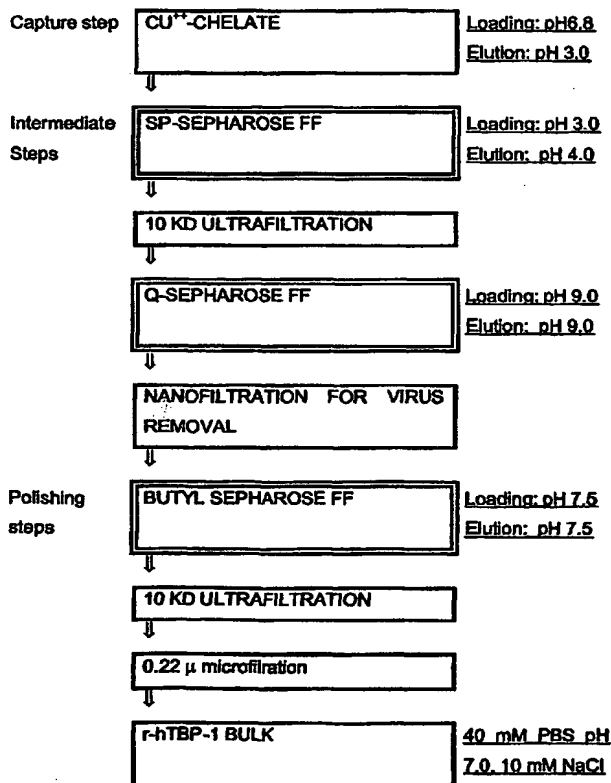 Capture step CU⁺⁺-CHELATE Loading: pH6.8
Elution: pH 3.0
⇓
Intermediate SP-SEPHAROSE FF Loading: pH 3.0
Steps Elution: pH 4.0
⇓
10 KD ULTRAFILTRATION
⇓
Q-SEPHAROSE FF Loading: pH 9.0
Elution: pH 9.0
⇓
NANOFILTRATION FOR VIRUS
REMOVAL
⇓
Polishing BUTYL SEPHAROSE FF Loading: pH 7.5
steps Elution: pH 7.5
⇓
10 KD ULTRAFILTRATION
⇓
0.22 µ microfilration
⇓
r-hTBP-1 BULK 40 mM PBS pH
7.0, 10 mM NaCl